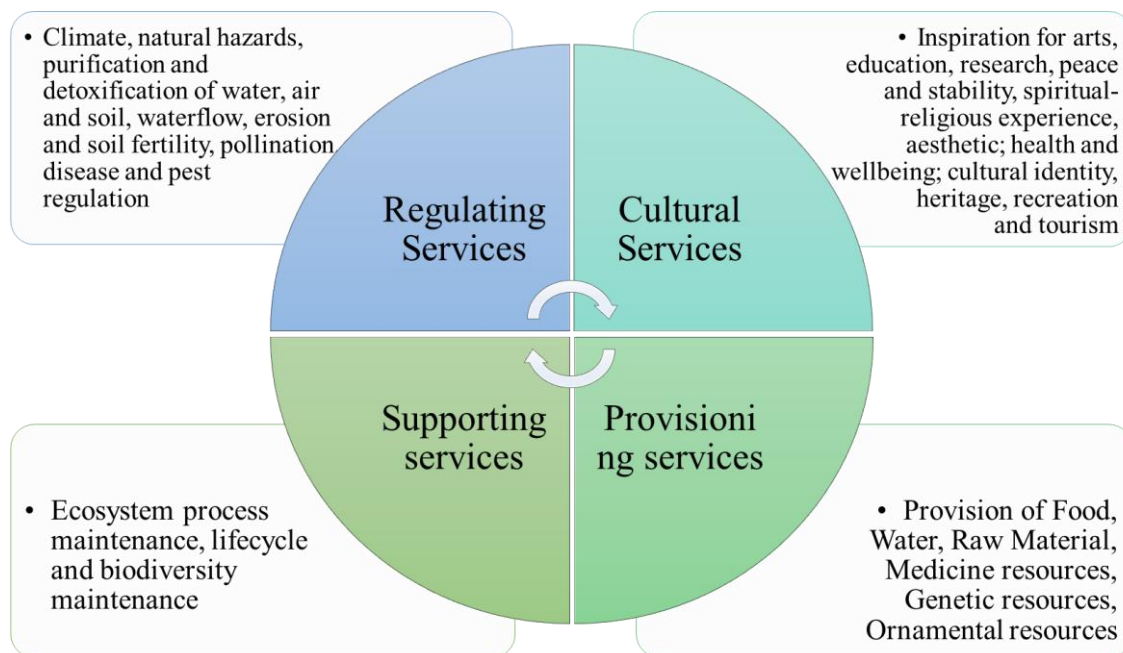 • Climate, natural hazards,
purification and
detoxification of water, air
and soil, waterflow, erosion
and soil fertility, pollination,
disease and pest
regulation
• Inspiration for arts,
education, research, peace
and stability, spiritual-
religious experience,
aesthetic; health and
wellbeing; cultural identity,
heritage, recreation
and tourism
Regulating
Services
Cultural
Services
Supporting
services
Provisioni
ng services
• Ecosystem process
maintenance, lifecycle
and biodiversity
maintenance
• Provision of Food,
Water, Raw Material,
Medicine resources,
Genetic resources,
Ornamental resources